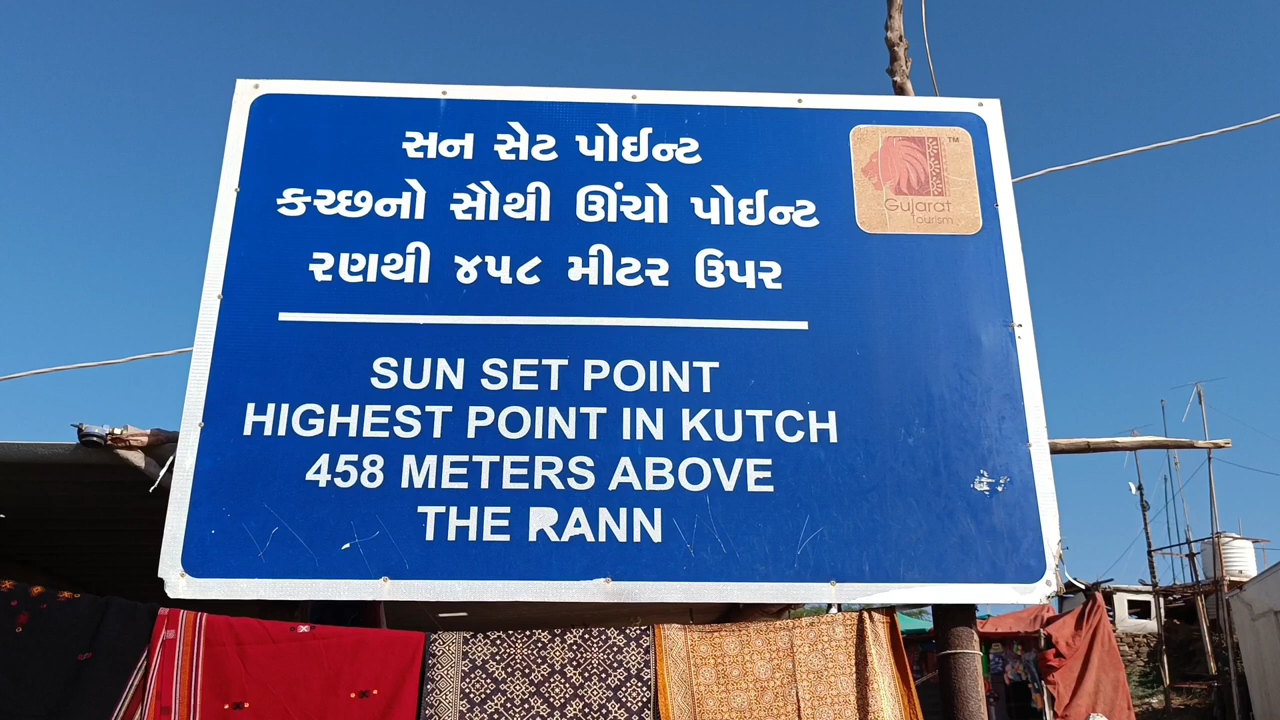 સન સેટ પોઈન્ટ
કચ્છનો સૌથી ઊંચો પોઈન્ટ
રણથી ૪૫૮ મીટર ઉપર
TM
Gujarat
Tourism
SUN SET POINT
HIGHEST POINT IN KUTCH
458 METERS ABOVE
THE RANN